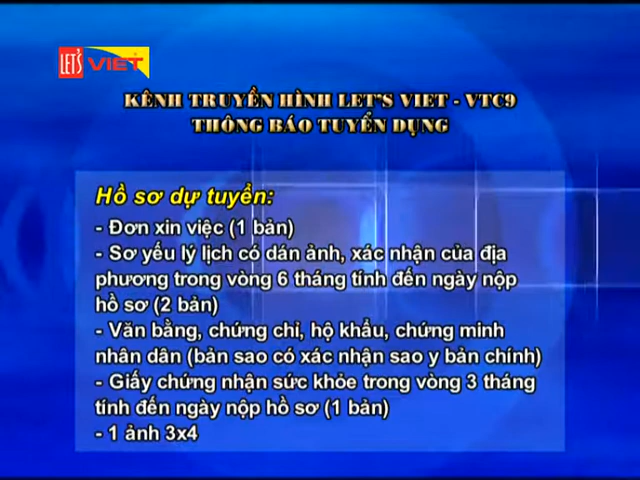 LET'S VIET
KÊNH TRUYỀN HÌNH LET'S VIET - VTC9
THÔNG BÁO TUYỂN DỤNG
Hồ sơ dự tuyển:
- Đơn xin việc (1 bản)
- Sơ yếu lý lịch có dán ảnh, xác nhận của địa
phương trong vòng 6 tháng tính đến ngày nộp
hồ sơ (2 bản)
- Văn bằng, chứng chỉ, hộ khẩu, chứng minh
nhân dân (bản sao có xác nhận sao y bản chính)
- Giấy chứng nhận sức khỏe trong vòng 3 tháng
tính đến ngày nộp hồ sơ (1 bản)
- 1 ảnh 3x4